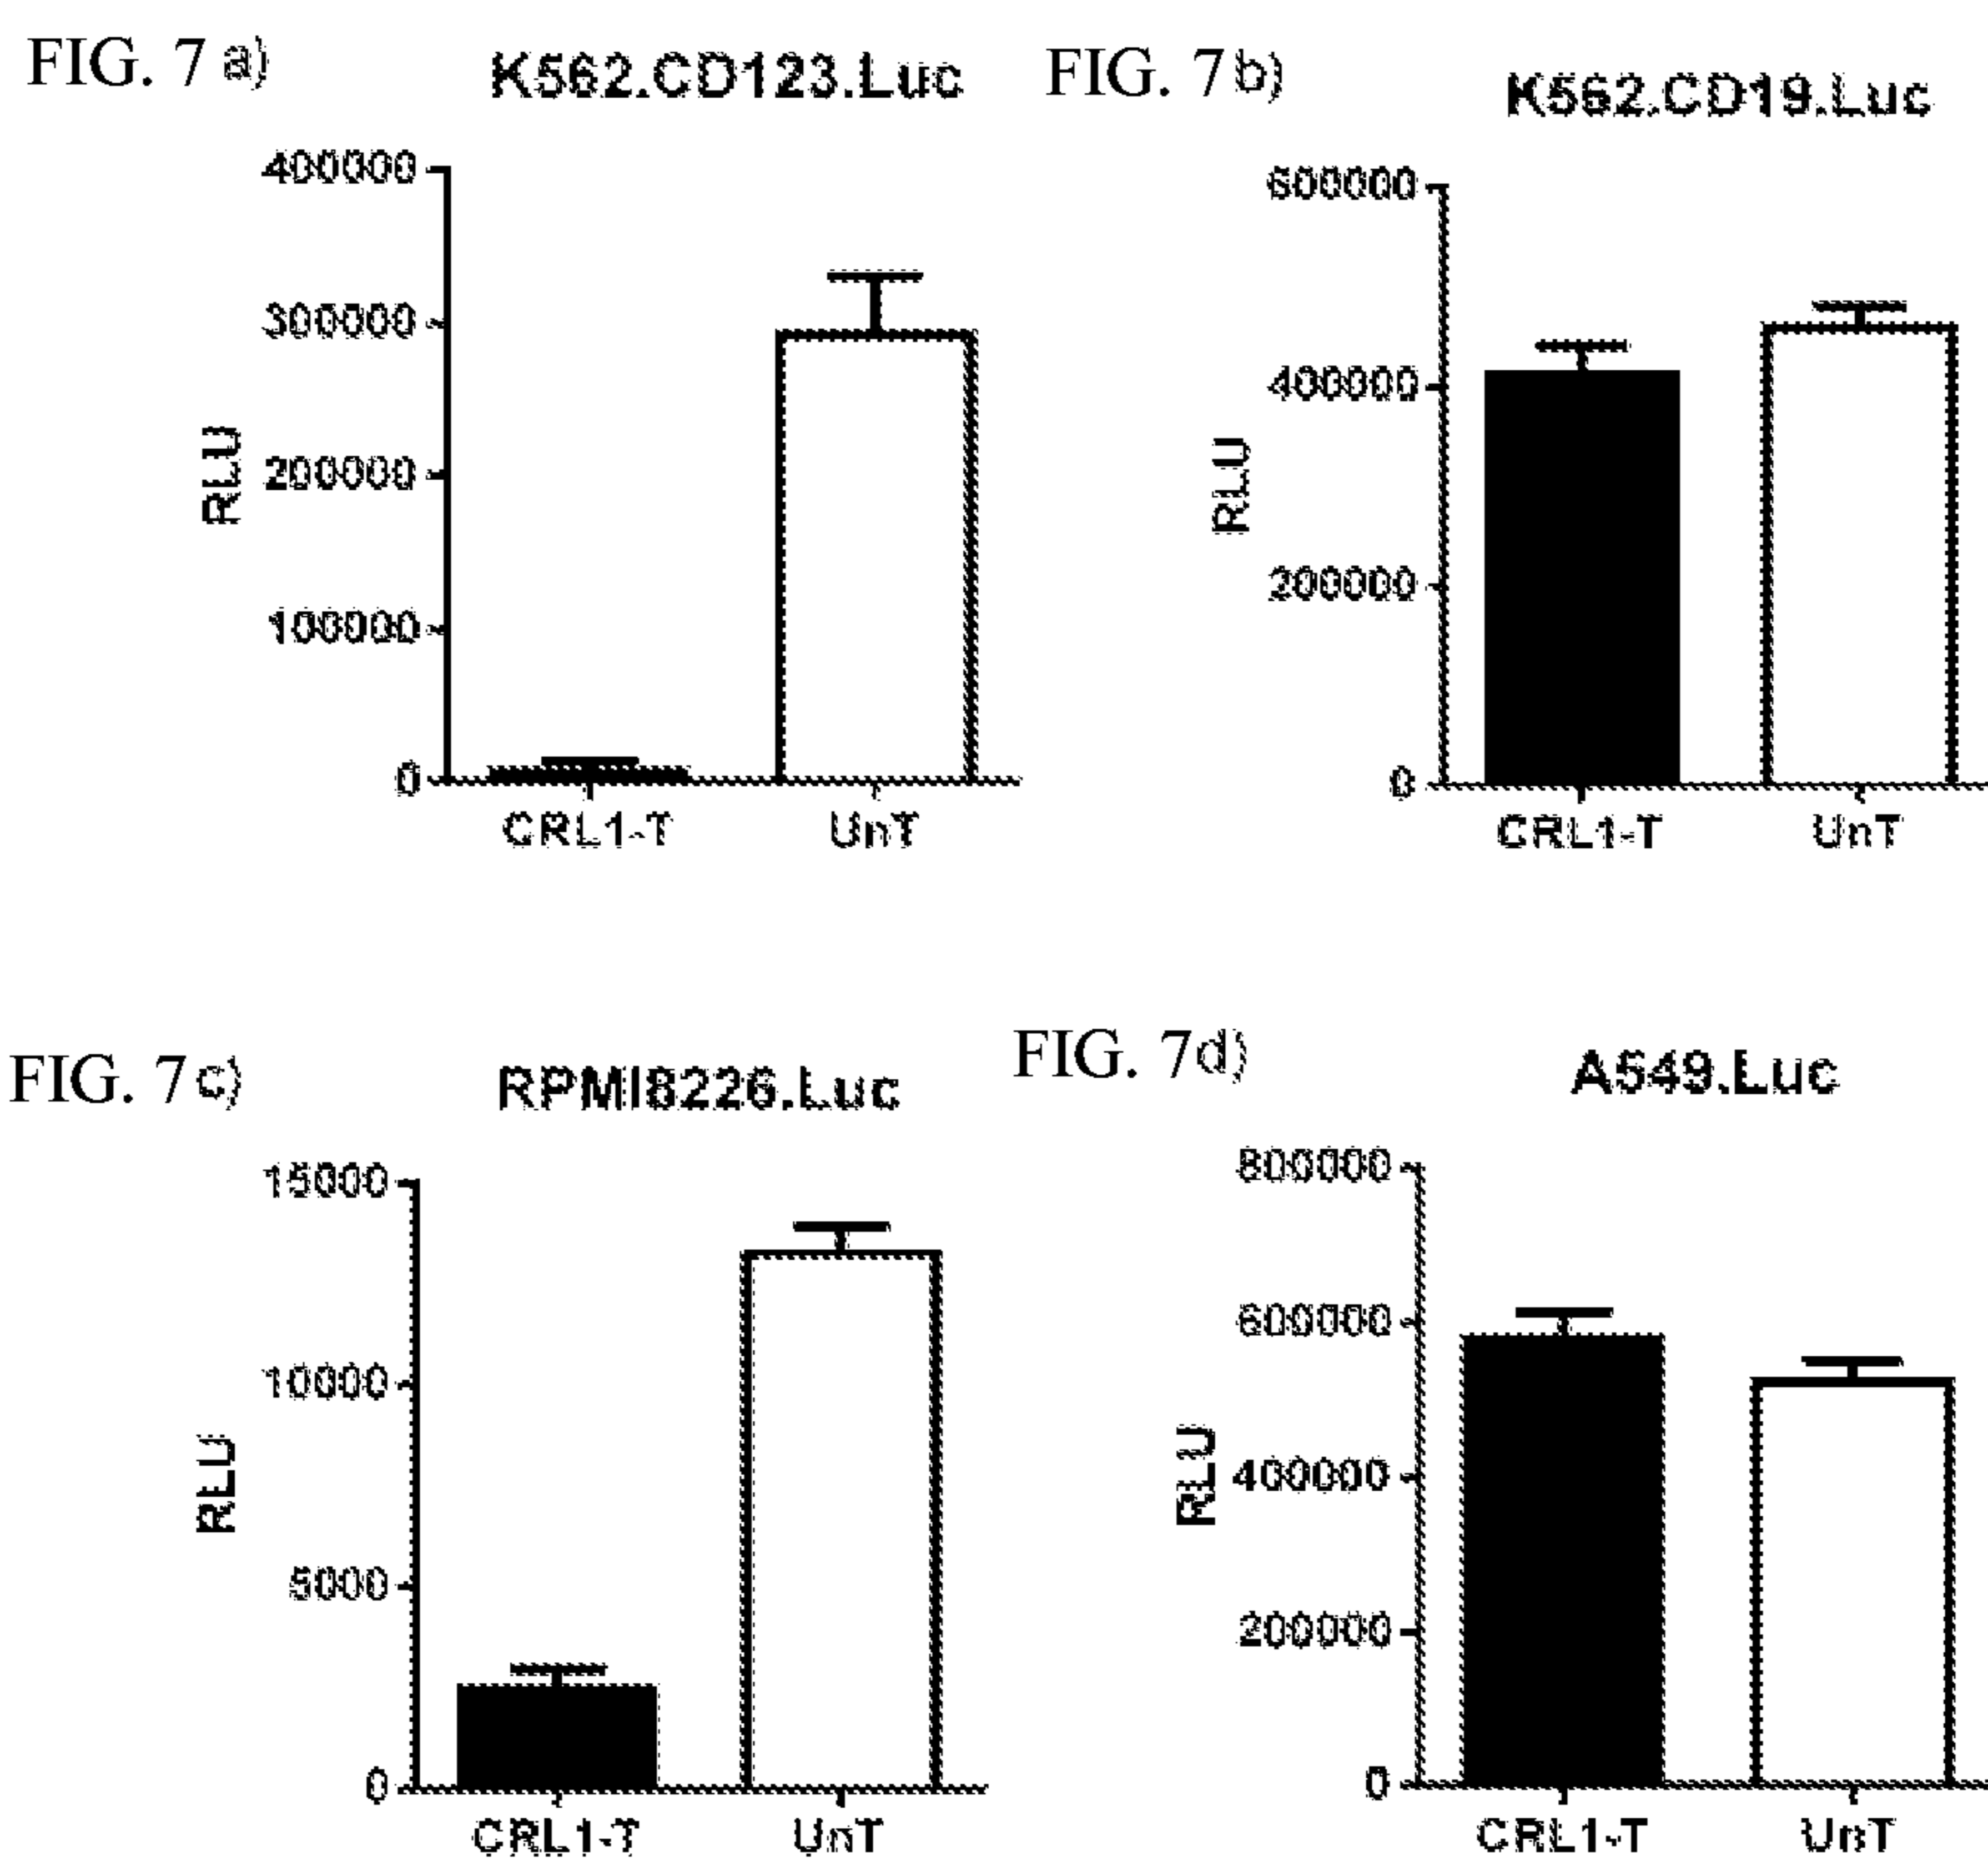 FIG. 7 a)
K562.CD123.Luc
400000
300000
200000
100000
0
RLU
CRL1-T
UnT
FIG. 7 b)
K562.CD19.Luc
600000
400000
200000
0
RLU
CRL1-T
UnT
FIG. 7 c)
RPMI8226.Luc
15000
10000
5000
0
RLU
CRL1-T
UnT
FIG. 7d)
A549.Luc
800000
600000
400000
200000
0
RLU
CRL1-T
UnT